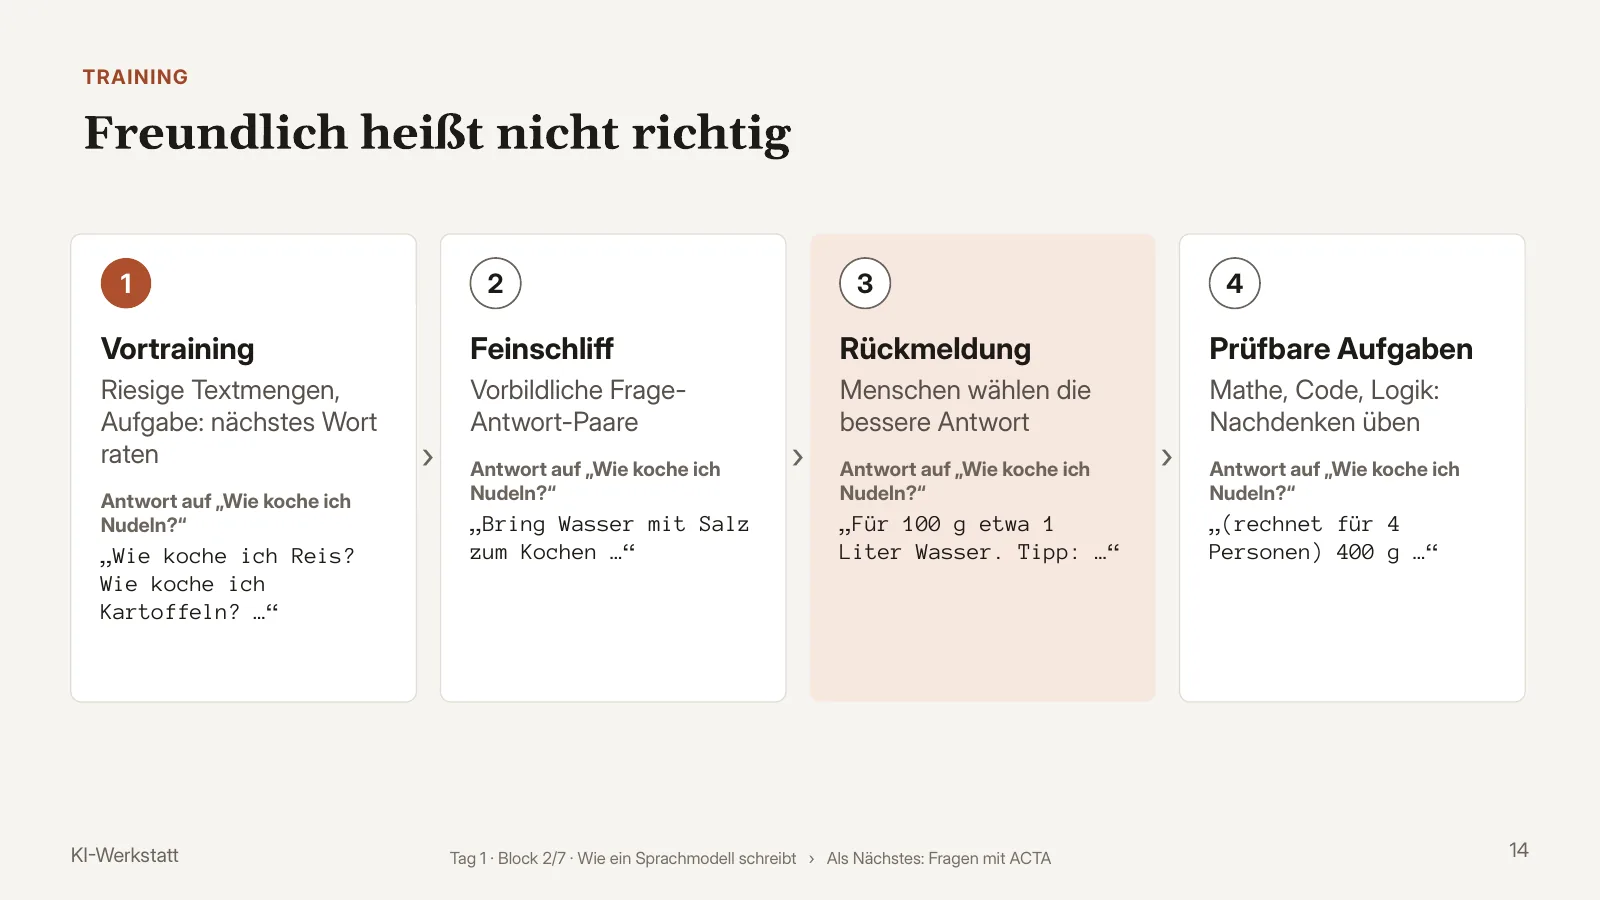 TRAINING
Freundlich heißt nicht richtig
1
Vortraining
Riesige Textmengen,
Aufgabe: nächstes Wort
raten
Antwort auf „Wie koche ich
Nudeln?“
„Wie koche ich Reis?
Wie koche ich
Kartoffeln? …“
›
2
Feinschliff
Vorbildliche Frage-
Antwort-Paare
Antwort auf „Wie koche ich
Nudeln?“
„Bring Wasser mit Salz
zum Kochen …“
›
3
Rückmeldung
Menschen wählen die
bessere Antwort
Antwort auf „Wie koche ich
Nudeln?“
„Für 100 g etwa 1
Liter Wasser. Tipp: …“
›
4
Prüfbare Aufgaben
Mathe, Code, Logik:
Nachdenken üben
Antwort auf „Wie koche ich
Nudeln?“
„(rechnet für 4
Personen) 400 g …“
KI-Werkstatt
Tag 1 · Block 2/7 · Wie ein Sprachmodell schreibt › Als Nächstes: Fragen mit ACTA
14